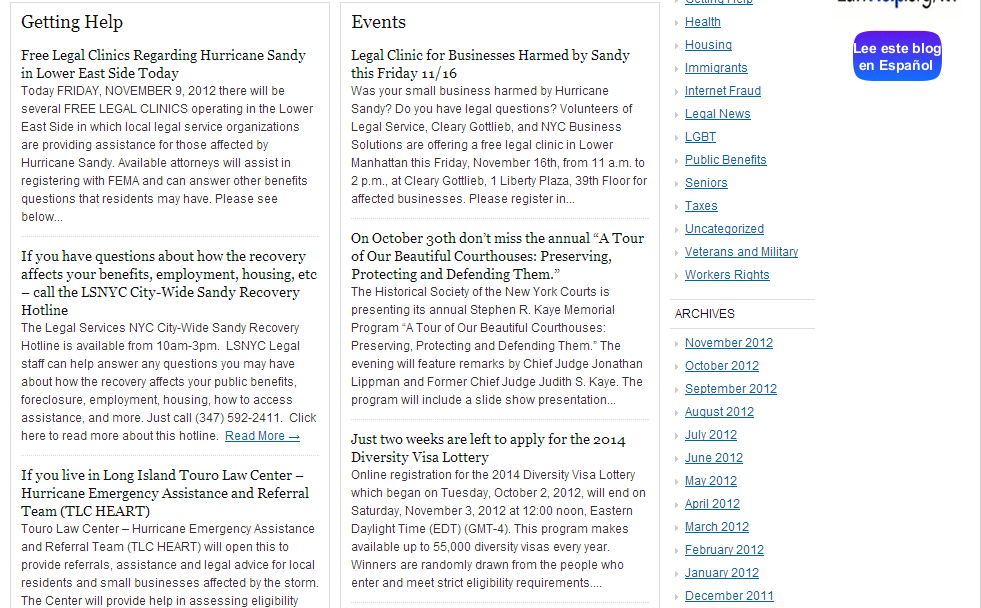 Getting Help
Free Legal Clinics Regarding Hurricane Sandy
in Lower East Side Today
Today FRIDAY, NOVEMBER 9, 2012 there will be
several FREE LEGAL CLINICS operating in the Lower
East Side in which local legal service organizations
are providing assistance for those affected by
Hurricane Sandy. Available attorneys will assist in
registering with FEMA and can answer other benefits
questions that residents may have. Please see
below...
If you have questions about how the recovery
affects your benefits, employment, housing, etc
– call the LSNYC City-Wide Sandy Recovery
Hotline
The Legal Services NYC City-Wide Sandy Recovery
Hotline is available from 10am-3pm. LSNYC Legal
staff can help answer any questions you may have
about how the recovery affects your public benefits,
foreclosure, employment, housing, how to access
assistance, and more. Just call (347) 592-2411. Click
here to read more about this hotline. Read More →
If you live in Long Island Touro Law Center –
Hurricane Emergency Assistance and Referral
Team (TLC HEART)
Touro Law Center – Hurricane Emergency Assistance
and Referral Team (TLC HEART) will open this to
provide referrals, assistance and legal advice for local
residents and small businesses affected by the storm.
The Center will provide help in assessing eligibility
Events
Legal Clinic for Businesses Harmed by Sandy
this Friday 11/16
Was your small business harmed by Hurricane
Sandy? Do you have legal questions? Volunteers of
Legal Service, Cleary Gottlieb, and NYC Business
Solutions are offering a free legal clinic in Lower
Manhattan this Friday, November 16th, from 11 a.m. to
2 p.m., at Cleary Gottlieb, 1 Liberty Plaza, 39th Floor for
affected businesses. Please register in...
On October 30th don't miss the annual “A Tour
of Our Beautiful Courthouses: Preserving,
Protecting and Defending Them.”
The Historical Society of the New York Courts is
presenting its annual Stephen R. Kaye Memorial
Program “A Tour of Our Beautiful Courthouses:
Preserving, Protecting and Defending Them.” The
evening will feature remarks by Chief Judge Jonathan
Lippman and Former Chief Judge Judith S. Kaye. The
program will include a slide show presentation...
Just two weeks are left to apply for the 2014
Diversity Visa Lottery
Online registration for the 2014 Diversity Visa Lottery
which began on Tuesday, October 2, 2012, will end on
Saturday, November 3, 2012 at 12:00 noon, Eastern
Daylight Time (EDT) (GMT-4). This program makes
available up to 55,000 diversity visas every year.
Winners are randomly drawn from the people who
enter and meet strict eligibility requirements....
Getting Help
Health
Housing
Immigrants
Internet Fraud
Legal News
LGBT
Public Benefits
Seniors
Taxes
Uncategorized
Veterans and Military
Workers Rights
ARCHIVES
November 2012
October 2012
September 2012
August 2012
July 2012
June 2012
May 2012
April 2012
March 2012
February 2012
January 2012
December 2011
Lee este blog
en Español